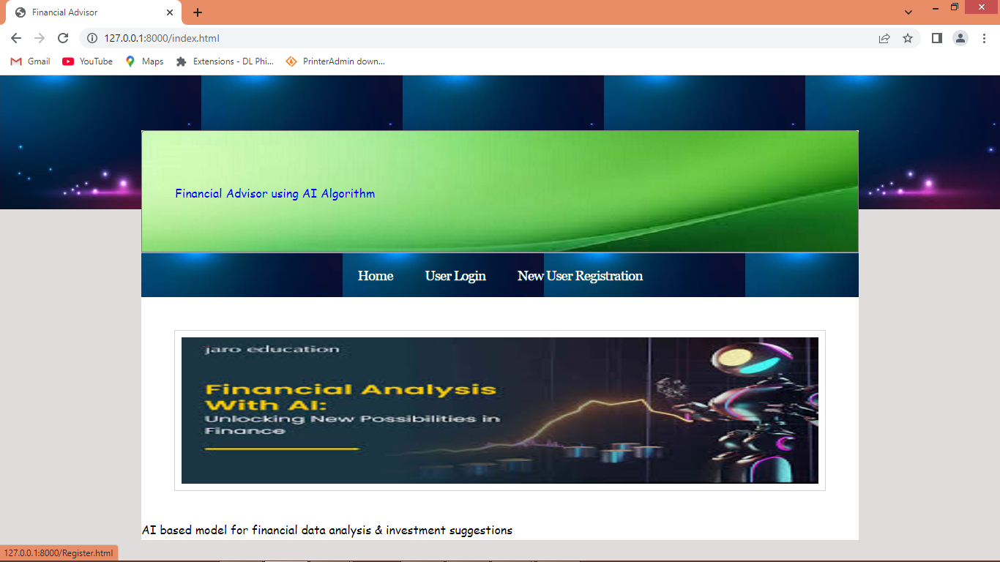 Financial Advisor
127.0.0.1:8000/index.html
Gmail YouTube Maps Extensions - DL Phi... PrinterAdmin down...
Financial Advisor using AI Algorithm
Home User Login New User Registration
jaro education
Financial Analysis
With AI:
Unlocking New Possibilities in
Finance
AI based model for financial data analysis & investment suggestions
127.0.0.1:8000/Register.html